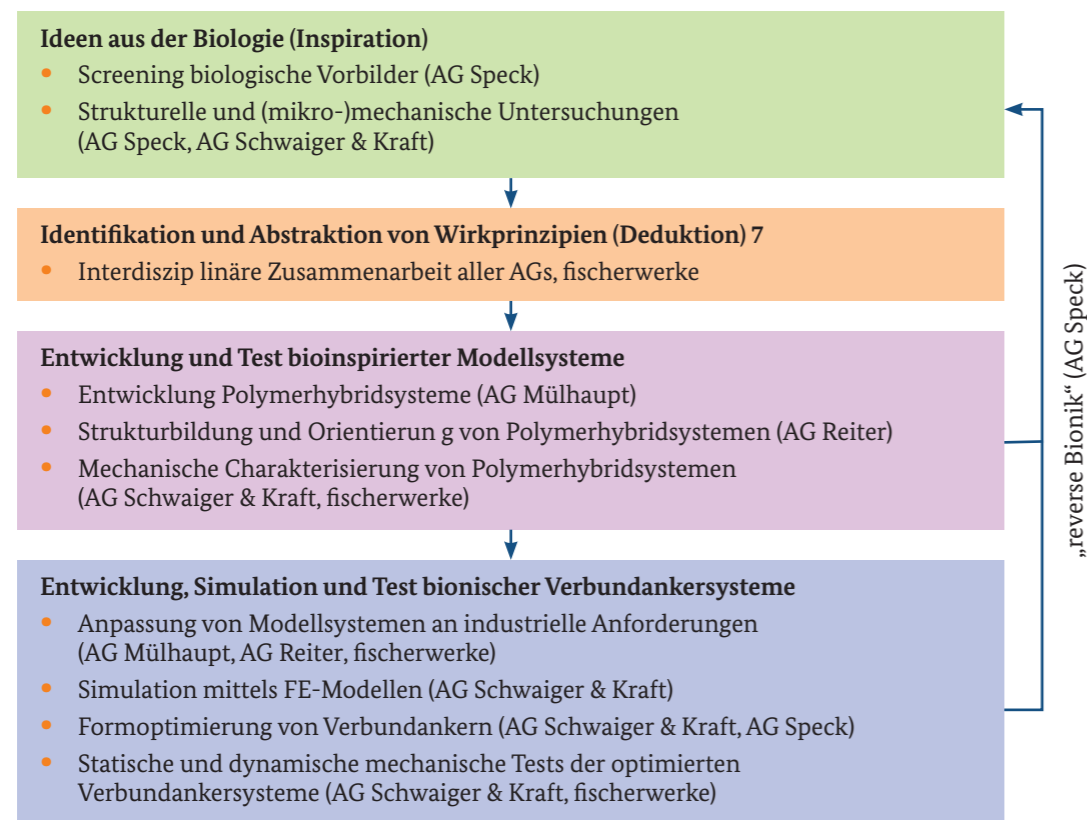 Ideen aus der Biologie (Inspiration)
• Screening biologische Vorbilder (AG Speck)
• Strukturelle und (mikro-)mechanische Untersuchungen
(AG Speck, AG Schwaiger & Kraft)
Identifikation und Abstraktion von Wirkprinzipien (Deduktion) 7
• Interdiszip linäre Zusammenarbeit aller AGs, fischerwerke
Entwicklung und Test bioinspirierter Modellsysteme
• Entwicklung Polymerhybridsysteme (AG Mülhaupt)
• Strukturbildung und Orientierun g von Polymerhybridsystemen (AG Reiter)
• Mechanische Charakterisierung von Polymerhybridsystemen
(AG Schwaiger & Kraft, fischerwerke)
Entwicklung, Simulation und Test bionischer Verbundankersysteme
• Anpassung von Modellsystemen an industrielle Anforderungen
(AG Mülhaupt, AG Reiter, fischerwerke)
• Simulation mittels FE-Modellen (AG Schwaiger & Kraft)
• Formoptimierung von Verbundankern (AG Schwaiger & Kraft, AG Speck)
• Statische und dynamische mechanische Tests der optimierten
Verbundankersysteme (AG Schwaiger & Kraft, fischerwerke)
„reverse Bionik“ (AG Speck)